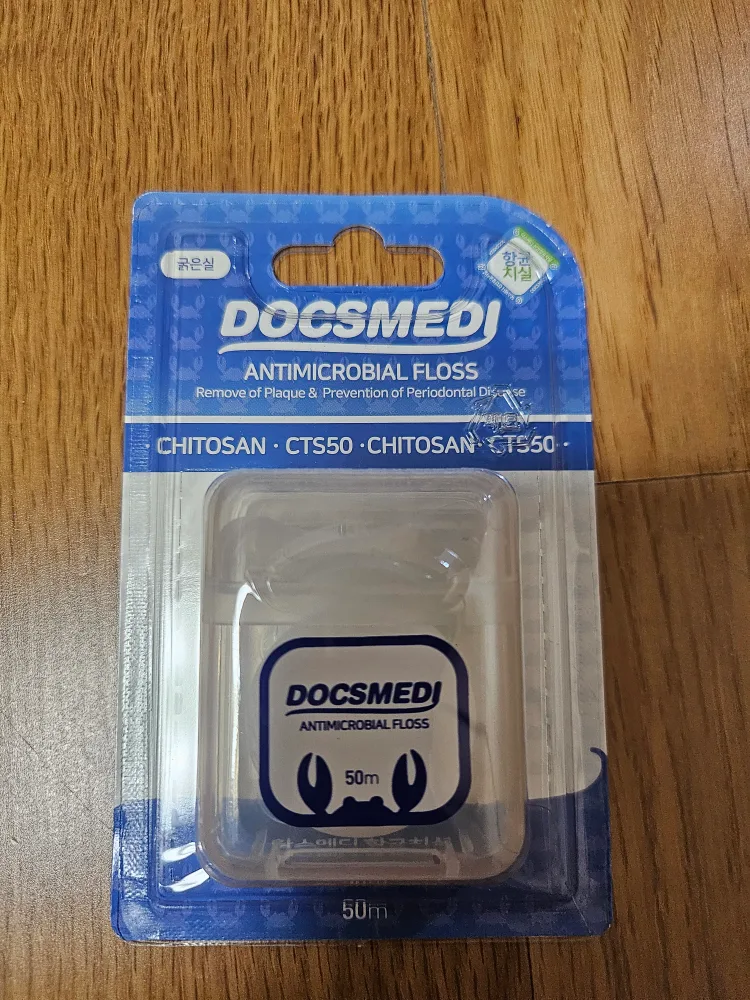 굵은실
항균
치실
DOCSMEDI
ANTIMICROBIAL FLOSS
Remove of Plaque & Prevention of Periodontal Disease
· CHITOSAN · CTS50 · CHITOSAN · CTS50 ·
DOCSMEDI
ANTIMICROBIAL FLOSS
50m
50m